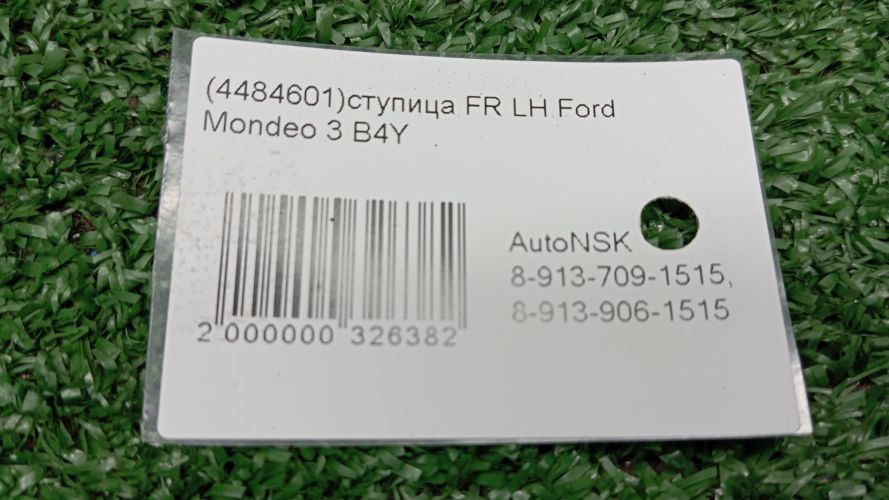 (4484601)ступица FR LH Ford
Mondeo 3 B4Y
AutoNSK
8-913-709-1515,
8-913-906-1515
2 000000 326382